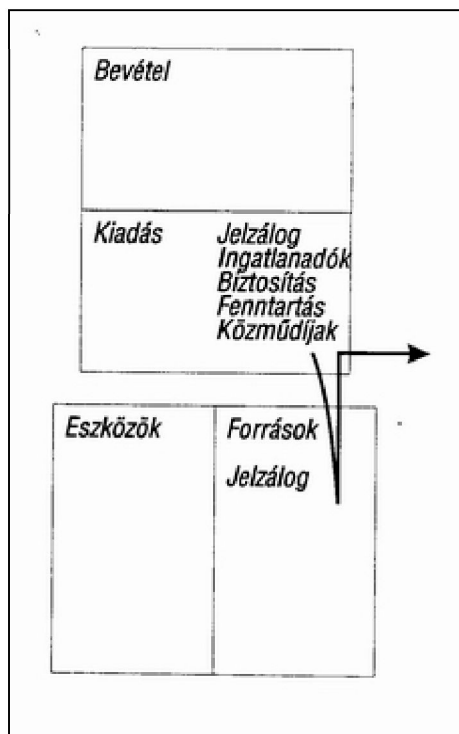 Bevétel
Kiadás
Jelzálog
Ingatlanadók
Biztosítás
Fenntartás
Közműdíjak
Eszközök
Források
Jelzálog